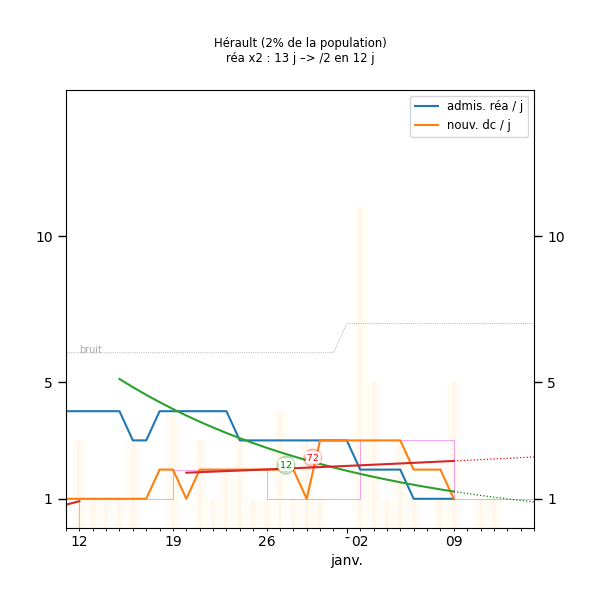 Hérault (2% de la population)
réa x2 : 13 j –> /2 en 12 j
admis. réa / j
nouv. dc / j
10 10
bruit
5 5
12 72
1 1
12 19 26 02 09
janv.